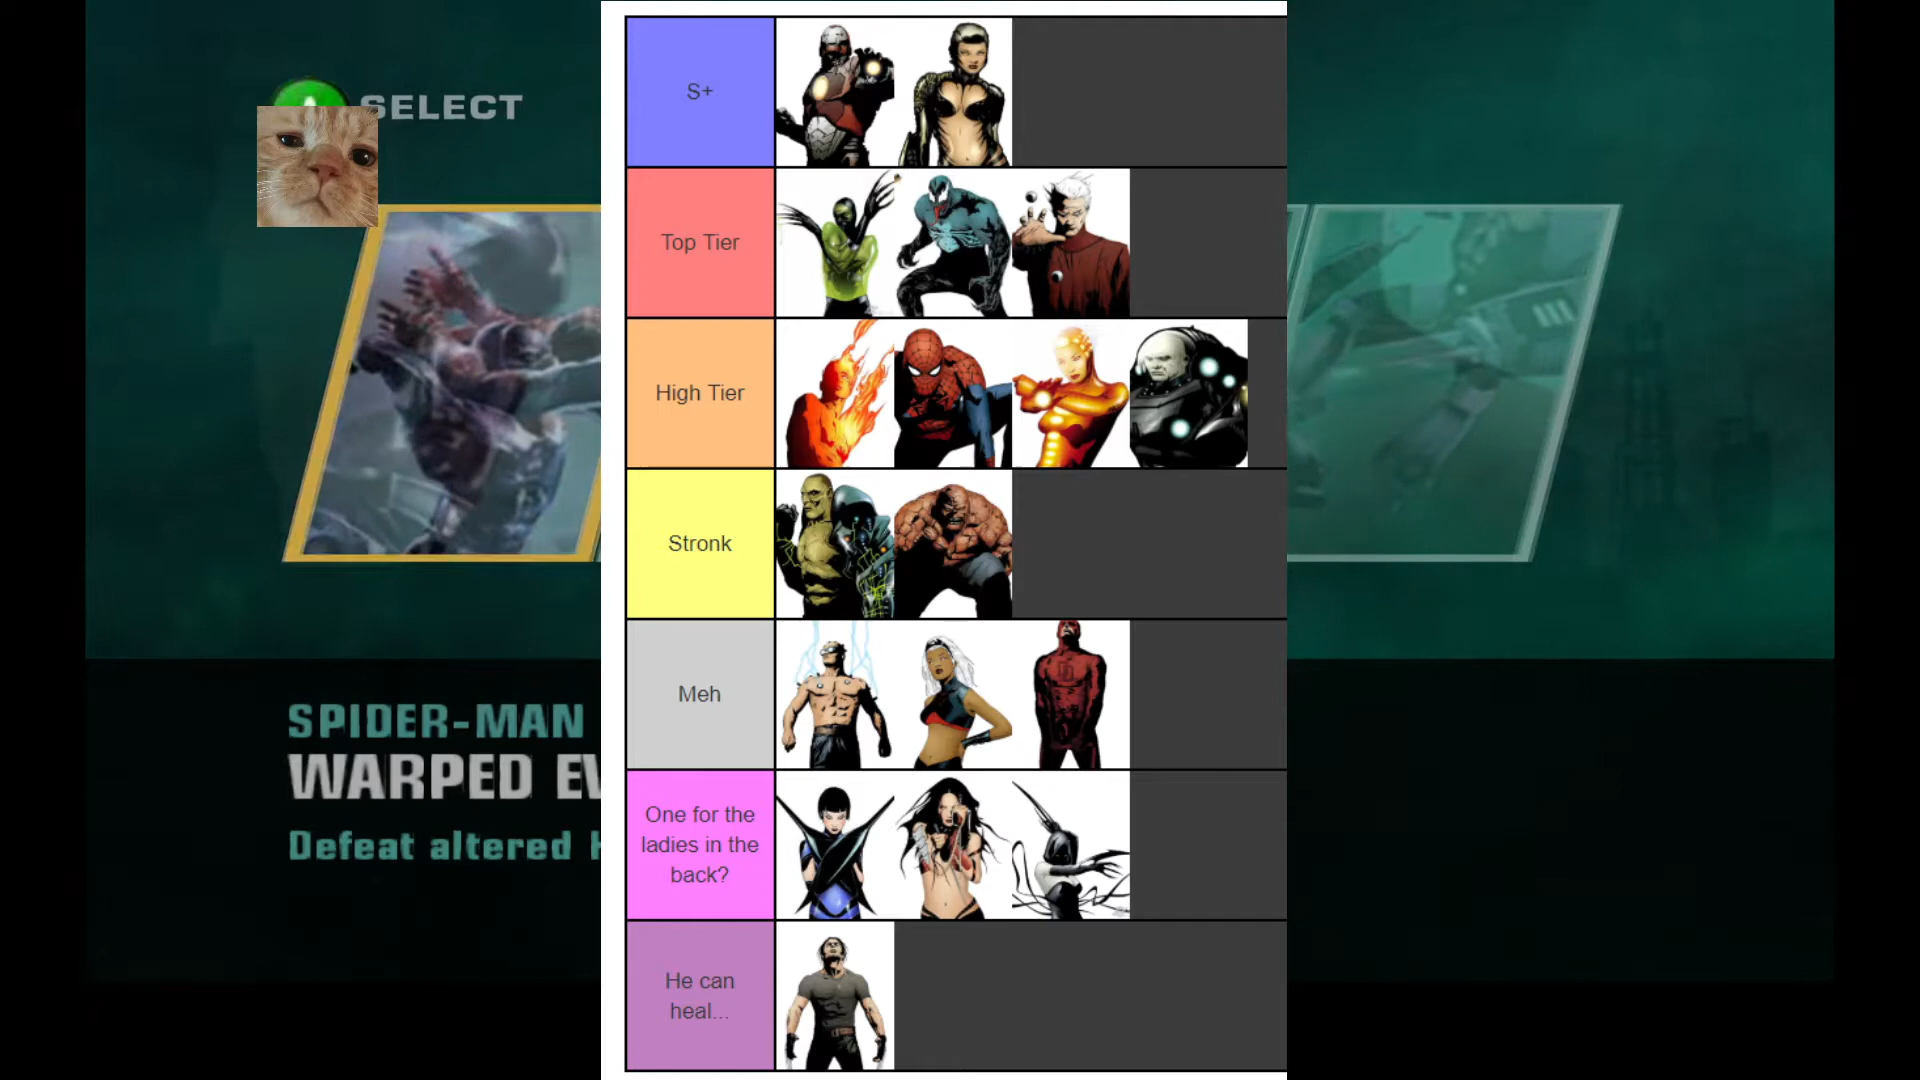 SELECT
S+
Top Tier
High Tier
Stronk
Meh
One for the
ladies in the
back?
He can
heal...
SPIDER-MAN
WARPED
Defeat altered